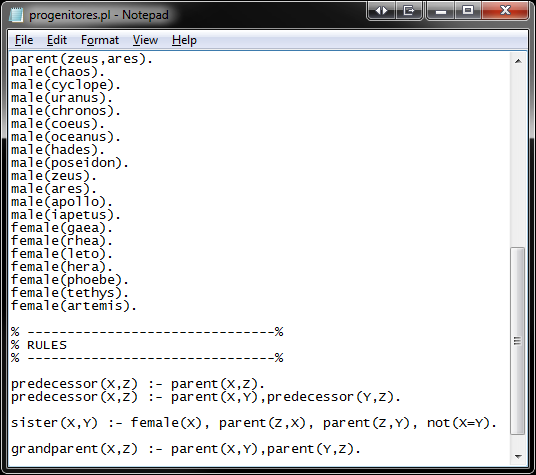 progenitores.pl - Notepad
File Edit Format View Help
parent(zeus,ares).
male(chaos).
male(cyclope).
male(uranus).
male(chronos).
male(coeus).
male(oceanus).
male(hades).
male(poseidon).
male(zeus).
male(ares).
male(apollo).
male(iapetus).
female(gaea).
female(rhea).
female(leto).
female(hera).
female(phoebe).
female(tethys).
female(artemis).
% -------------------------------%
% RULES
% -------------------------------%
predecessor(X,Z) :- parent(X,Z).
predecessor(X,Z) :- parent(X,Y),predecessor(Y,Z).
sister(X,Y) :- female(X), parent(Z,X), parent(Z,Y), not(X=Y).
grandparent(X,Z) :- parent(X,Y),parent(Y,Z).